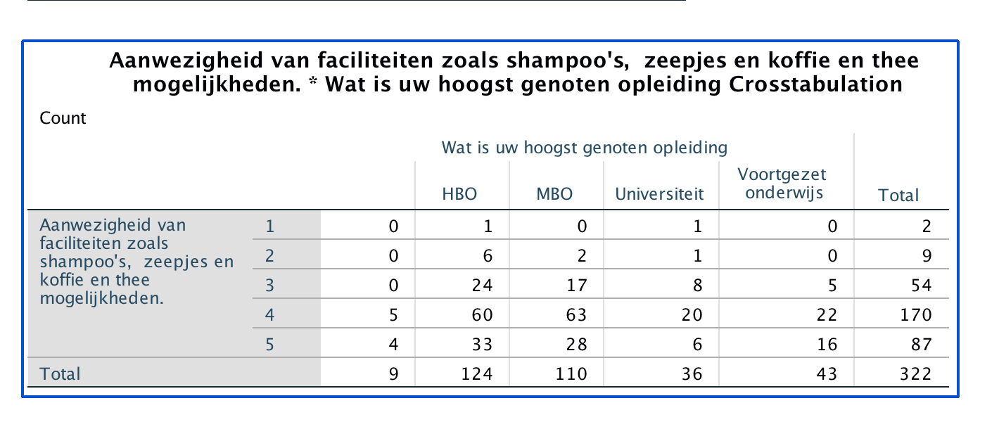 Aanwezigheid van faciliteiten zoals shampoo's,  zeepjes en koffie en thee
mogelijkheden. * Wat is uw hoogst genoten opleiding Crosstabulation
Count
Wat is uw hoogst genoten opleiding
HBO MBO Universiteit Voortgezet onderwijs Total
Aanwezigheid van
faciliteiten zoals
shampoo's,  zeepjes en
koffie en thee
mogelijkheden.
1 0 1 0 1 0 2
2 0 6 2 1 0 9
3 0 24 17 8 5 54
4 5 60 63 20 22 170
5 4 33 28 6 16 87
Total 9 124 110 36 43 322